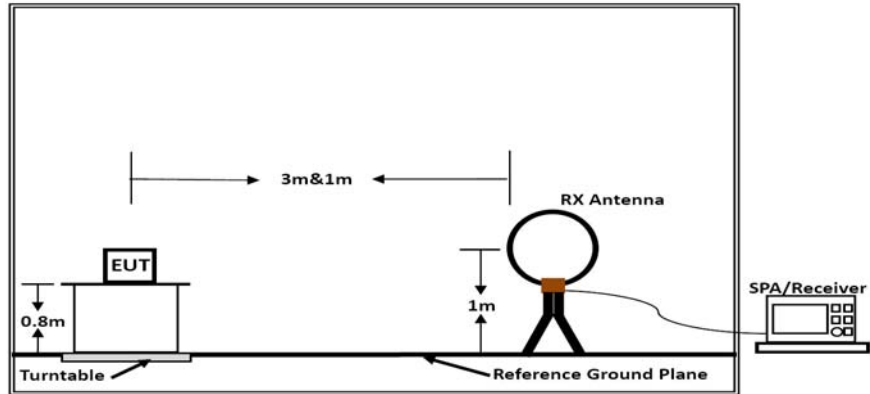 3m&1m
RX Antenna
EUT
SPA/Receiver
0.8m
1m
Turntable
Reference Ground Plane